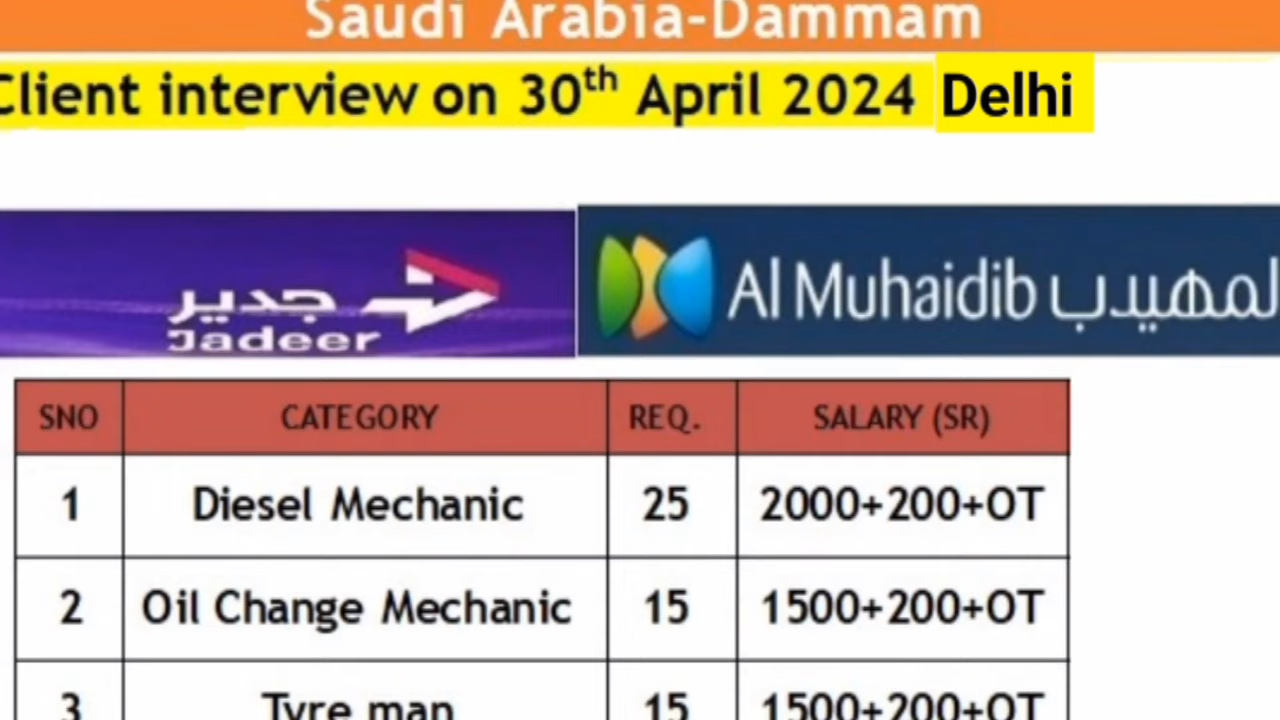 Saudi Arabia-Dammam
Client interview on 30th April 2024 Delhi
جدير
Jadeer
Al Muhaidib المهيدب
SNO CATEGORY REQ. SALARY (SR)
1 Diesel Mechanic 25 2000+200+OT
2 Oil Change Mechanic 15 1500+200+OT
3 Tyre man 15 1500+200+OT